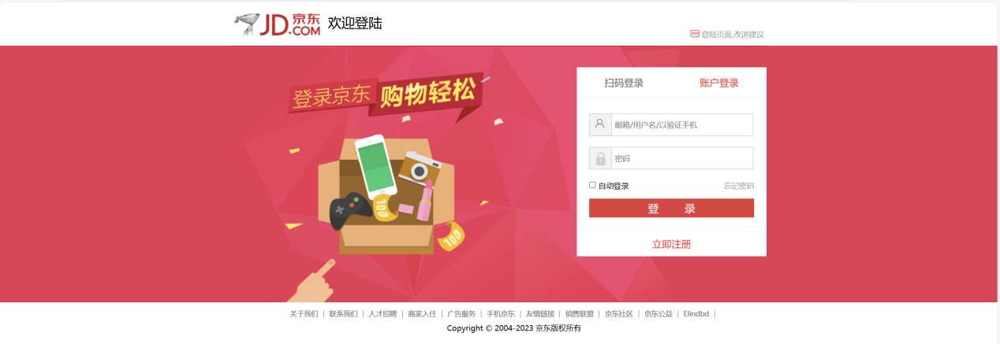 JD.COM 京东 欢迎登陆
登陆页面,改进建议
登录京东 购物轻松
100
100
扫码登录 账户登录
邮箱/用户名/以验证手机
密码
自动登录 忘记密码
登 录
立即注册
关于我们 | 联系我们 | 人才招聘 | 商家入住 | 广告服务 | 手机京东 | 友情链接 | 销售联盟 | 京东社区 | 京东公益 | Elindbd |
Copyright © 2004-2023 京东版权所有